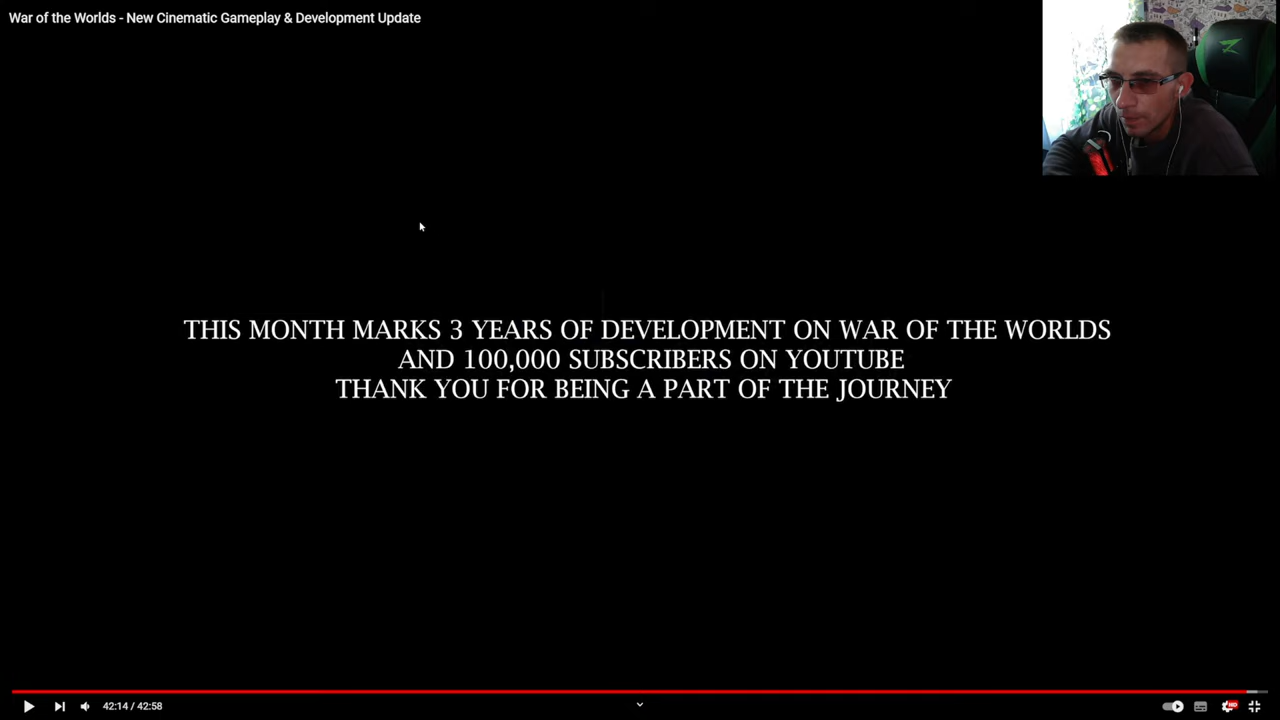 War of the Worlds - New Cinematic Gameplay & Development Update
THIS MONTH MARKS 3 YEARS OF DEVELOPMENT ON WAR OF THE WORLDS
AND 100,000 SUBSCRIBERS ON YOUTUBE
THANK YOU FOR BEING A PART OF THE JOURNEY
42:14 / 42:58
HD